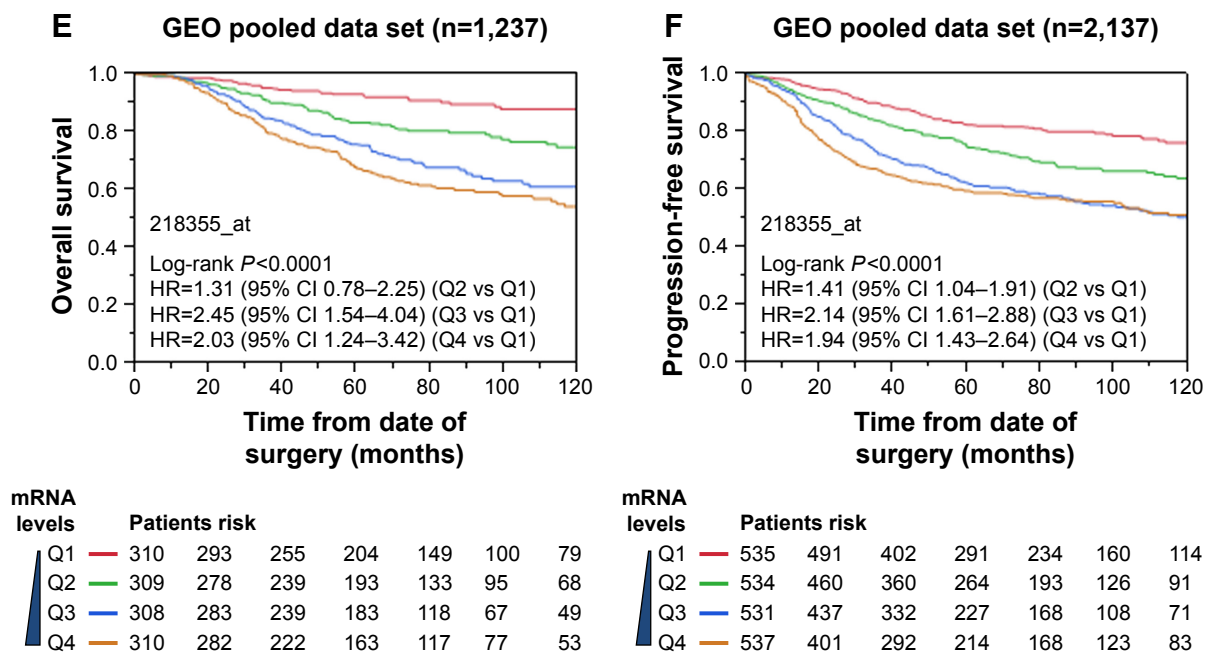 E GEO pooled data set (n=1,237)
Overall survival
1.0
0.8
0.6
0.4
0.2
0.0
218355_at
Log-rank P<0.0001
HR=1.31 (95% CI 0.78–2.25) (Q2 vs Q1)
HR=2.45 (95% CI 1.54–4.04) (Q3 vs Q1)
HR=2.03 (95% CI 1.24–3.42) (Q4 vs Q1)
0 20 40 60 80 100 120
Time from date of
surgery (months)
mRNA
levels Patients risk
Q1 310 293 255 204 149 100 79
Q2 309 278 239 193 133 95 68
Q3 308 283 239 183 118 67 49
Q4 310 282 222 163 117 77 53
F GEO pooled data set (n=2,137)
Progression-free survival
1.0
0.8
0.6
0.4
0.2
0.0
218355_at
Log-rank P<0.0001
HR=1.41 (95% CI 1.04–1.91) (Q2 vs Q1)
HR=2.14 (95% CI 1.61–2.88) (Q3 vs Q1)
HR=1.94 (95% CI 1.43–2.64) (Q4 vs Q1)
0 20 40 60 80 100 120
Time from date of
surgery (months)
mRNA
levels Patients risk
Q1 535 491 402 291 234 160 114
Q2 534 460 360 264 193 126 91
Q3 531 437 332 227 168 108 71
Q4 537 401 292 214 168 123 83